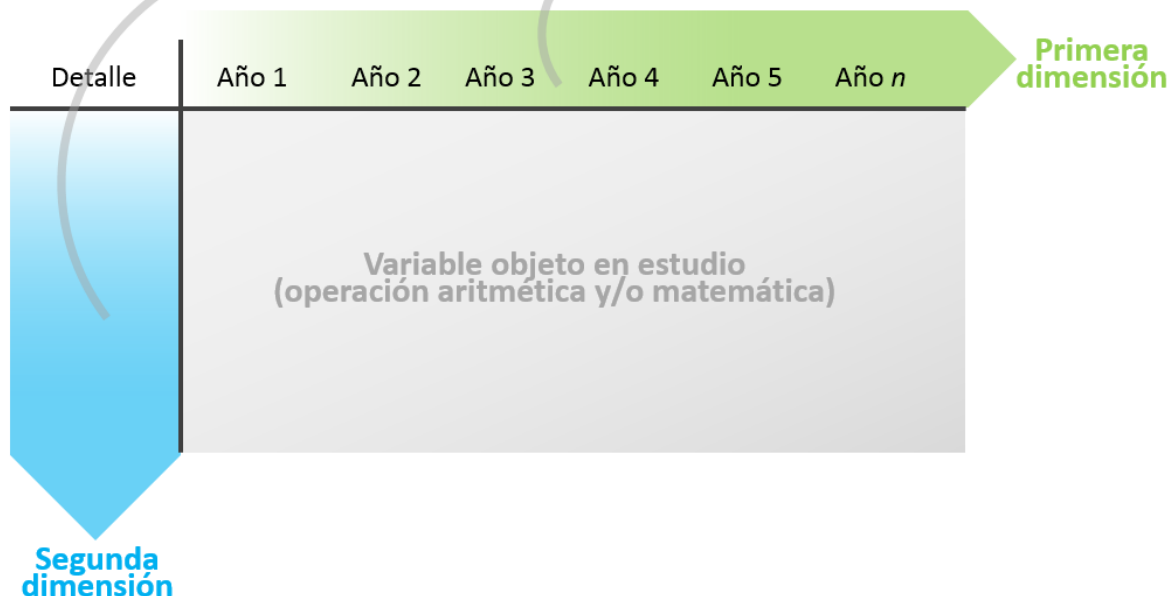 Primera
dimensión
Detalle Año 1 Año 2 Año 3 Año 4 Año 5 Año n
Variable objeto en estudio
(operación aritmética y/o matemática)
Segunda
dimensión